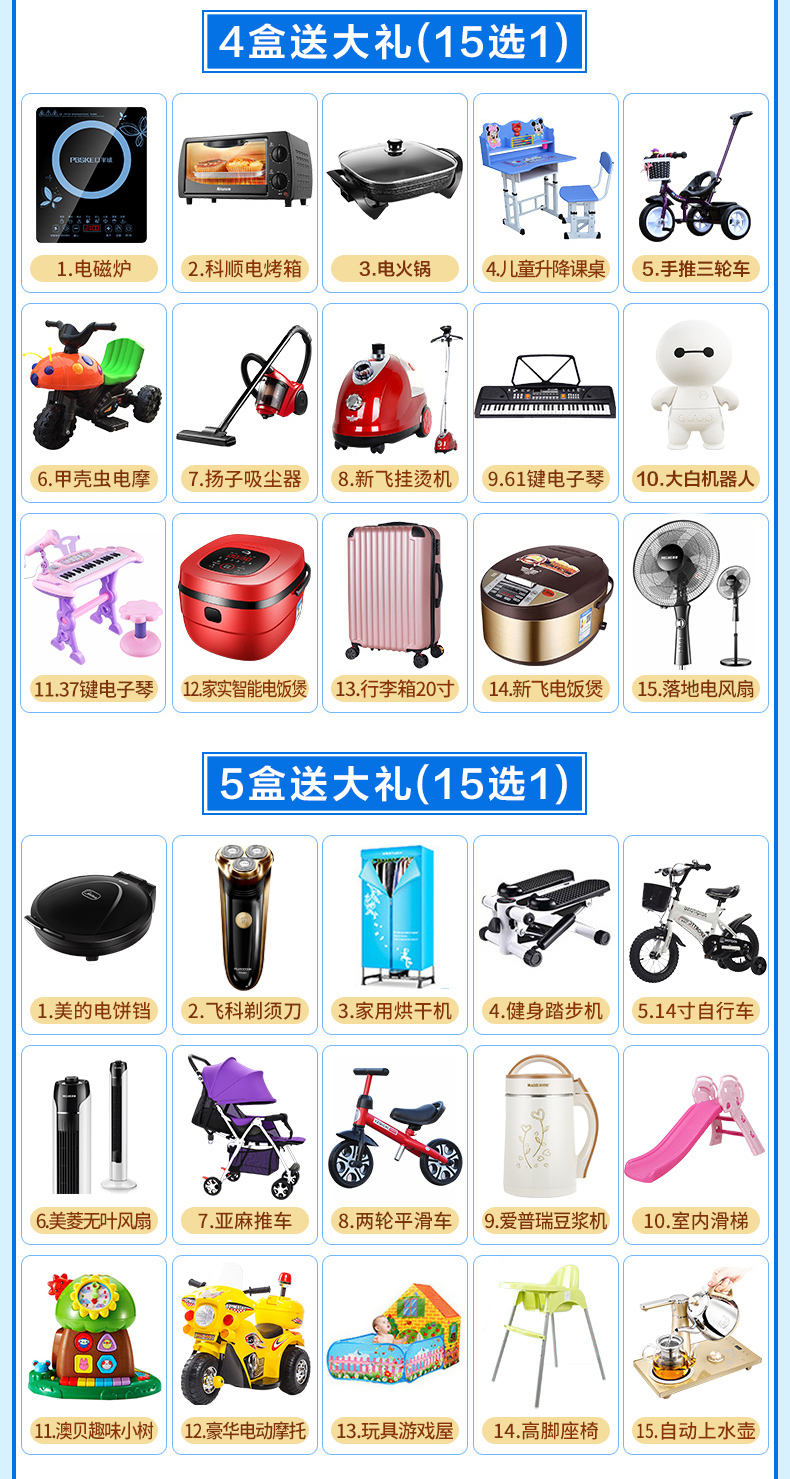 4盒送大礼(15选1)
PESKEO半球
1.电磁炉
2.科顺电烤箱
3.电火锅
4.儿童升降课桌
5.手推三轮车
6.甲壳虫电摩
7.扬子吸尘器
8.新飞挂烫机
9.61键电子琴
10.大白机器人
11.37键电子琴
12.家实智能电饭煲
13.行李箱20寸
14.新飞电饭煲
15.落地电风扇
5盒送大礼(15选1)
1.美的电饼铛
2.飞科剃须刀
3.家用烘干机
4.健身踏步机
5.14寸自行车
6.美菱无叶风扇
7.亚麻推车
8.两轮平滑车
9.爱普瑞豆浆机
10.室内滑梯
11.澳贝趣味小树
12.豪华电动摩托
13.玩具游戏屋
14.高脚座椅
15.自动上水壶